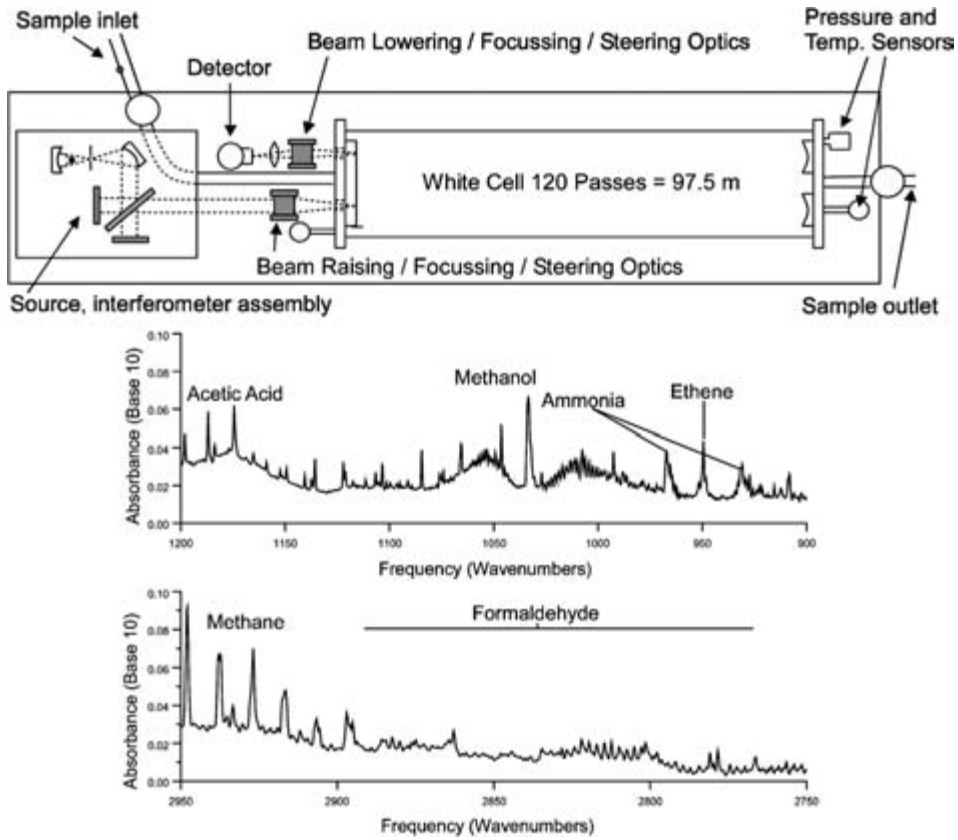 Sample inlet
Beam Lowering / Focussing / Steering Optics
Pressure and
Temp. Sensors
Detector
White Cell 120 Passes = 97.5 m
Beam Raising / Focussing / Steering Optics
Source, interferometer assembly
Sample outlet
Absorbance (Base 10)
0.10
0.08
0.06
0.04
0.02
0.00
Acetic Acid
Methanol
Ammonia
Ethene
1200 1150 1100 1050 1000 950 900
Frequency (Wavenumbers)
Absorbance (Base 10)
0.10
0.08
0.06
0.04
0.02
0.00
Methane
Formaldehyde
2950 2900 2850 2800 2750
Frequency (Wavenumbers)